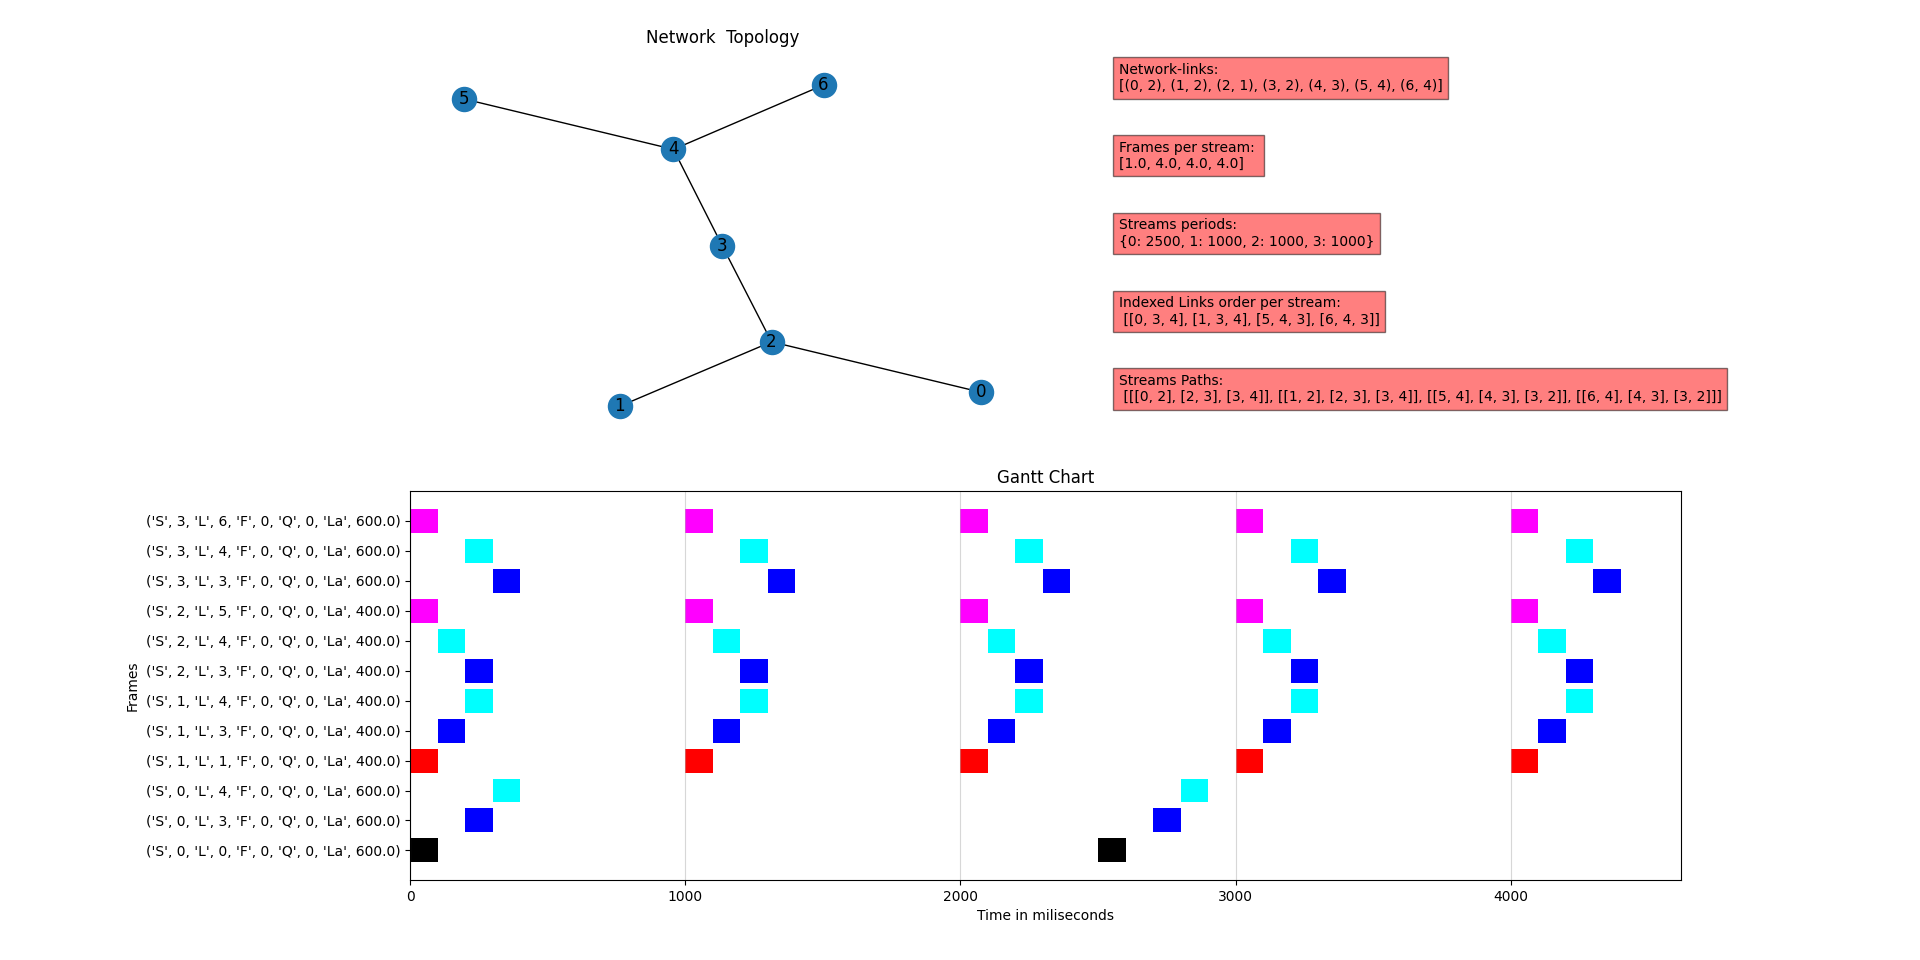 Network  Topology
5
6
4
3
2
1
0
Network-links:
[(0, 2), (1, 2), (2, 1), (3, 2), (4, 3), (5, 4), (6, 4)]
Frames per stream:
[1.0, 4.0, 4.0, 4.0]
Streams periods:
{0: 2500, 1: 1000, 2: 1000, 3: 1000}
Indexed Links order per stream:
[[0, 3, 4], [1, 3, 4], [5, 4, 3], [6, 4, 3]]
Streams Paths:
[[[0, 2], [2, 3], [3, 4]], [[1, 2], [2, 3], [3, 4]], [[5, 4], [4, 3], [3, 2]], [[6, 4], [4, 3], [3, 2]]]
Gantt Chart
Frames
('S', 3, 'L', 6, 'F', 0, 'Q', 0, 'La', 600.0)
('S', 3, 'L', 4, 'F', 0, 'Q', 0, 'La', 600.0)
('S', 3, 'L', 3, 'F', 0, 'Q', 0, 'La', 600.0)
('S', 2, 'L', 5, 'F', 0, 'Q', 0, 'La', 400.0)
('S', 2, 'L', 4, 'F', 0, 'Q', 0, 'La', 400.0)
('S', 2, 'L', 3, 'F', 0, 'Q', 0, 'La', 400.0)
('S', 1, 'L', 4, 'F', 0, 'Q', 0, 'La', 400.0)
('S', 1, 'L', 3, 'F', 0, 'Q', 0, 'La', 400.0)
('S', 1, 'L', 1, 'F', 0, 'Q', 0, 'La', 400.0)
('S', 0, 'L', 4, 'F', 0, 'Q', 0, 'La', 600.0)
('S', 0, 'L', 3, 'F', 0, 'Q', 0, 'La', 600.0)
('S', 0, 'L', 0, 'F', 0, 'Q', 0, 'La', 600.0)
0 1000 2000 3000 4000
Time in miliseconds